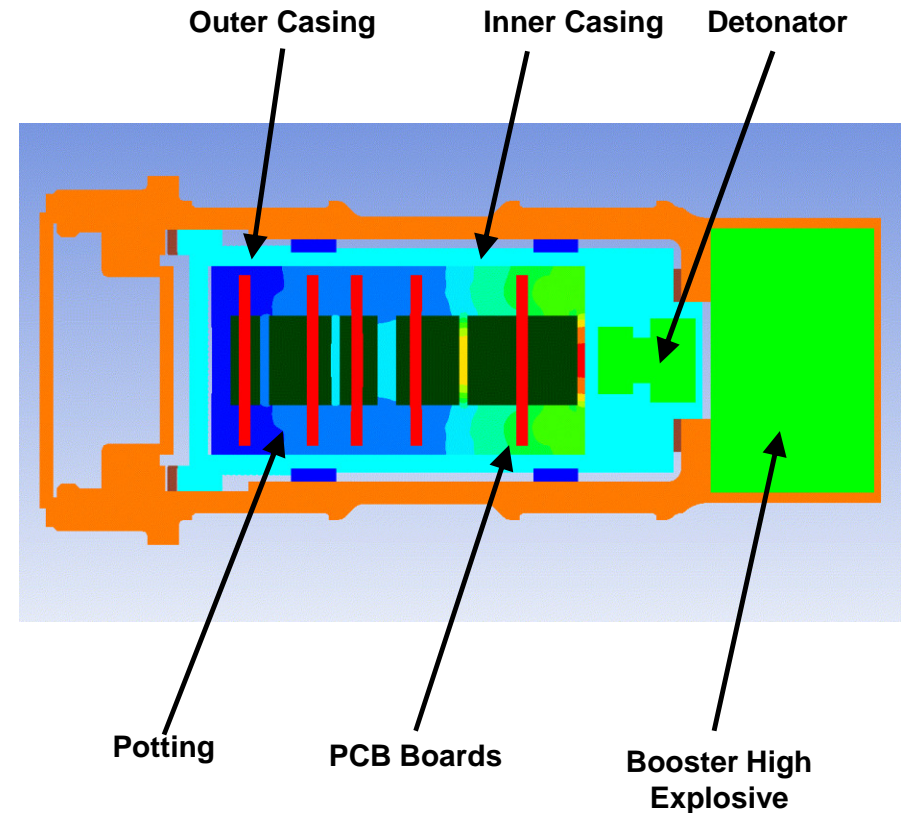 Outer Casing
Inner Casing
Detonator
Potting
PCB Boards
Booster High
Explosive